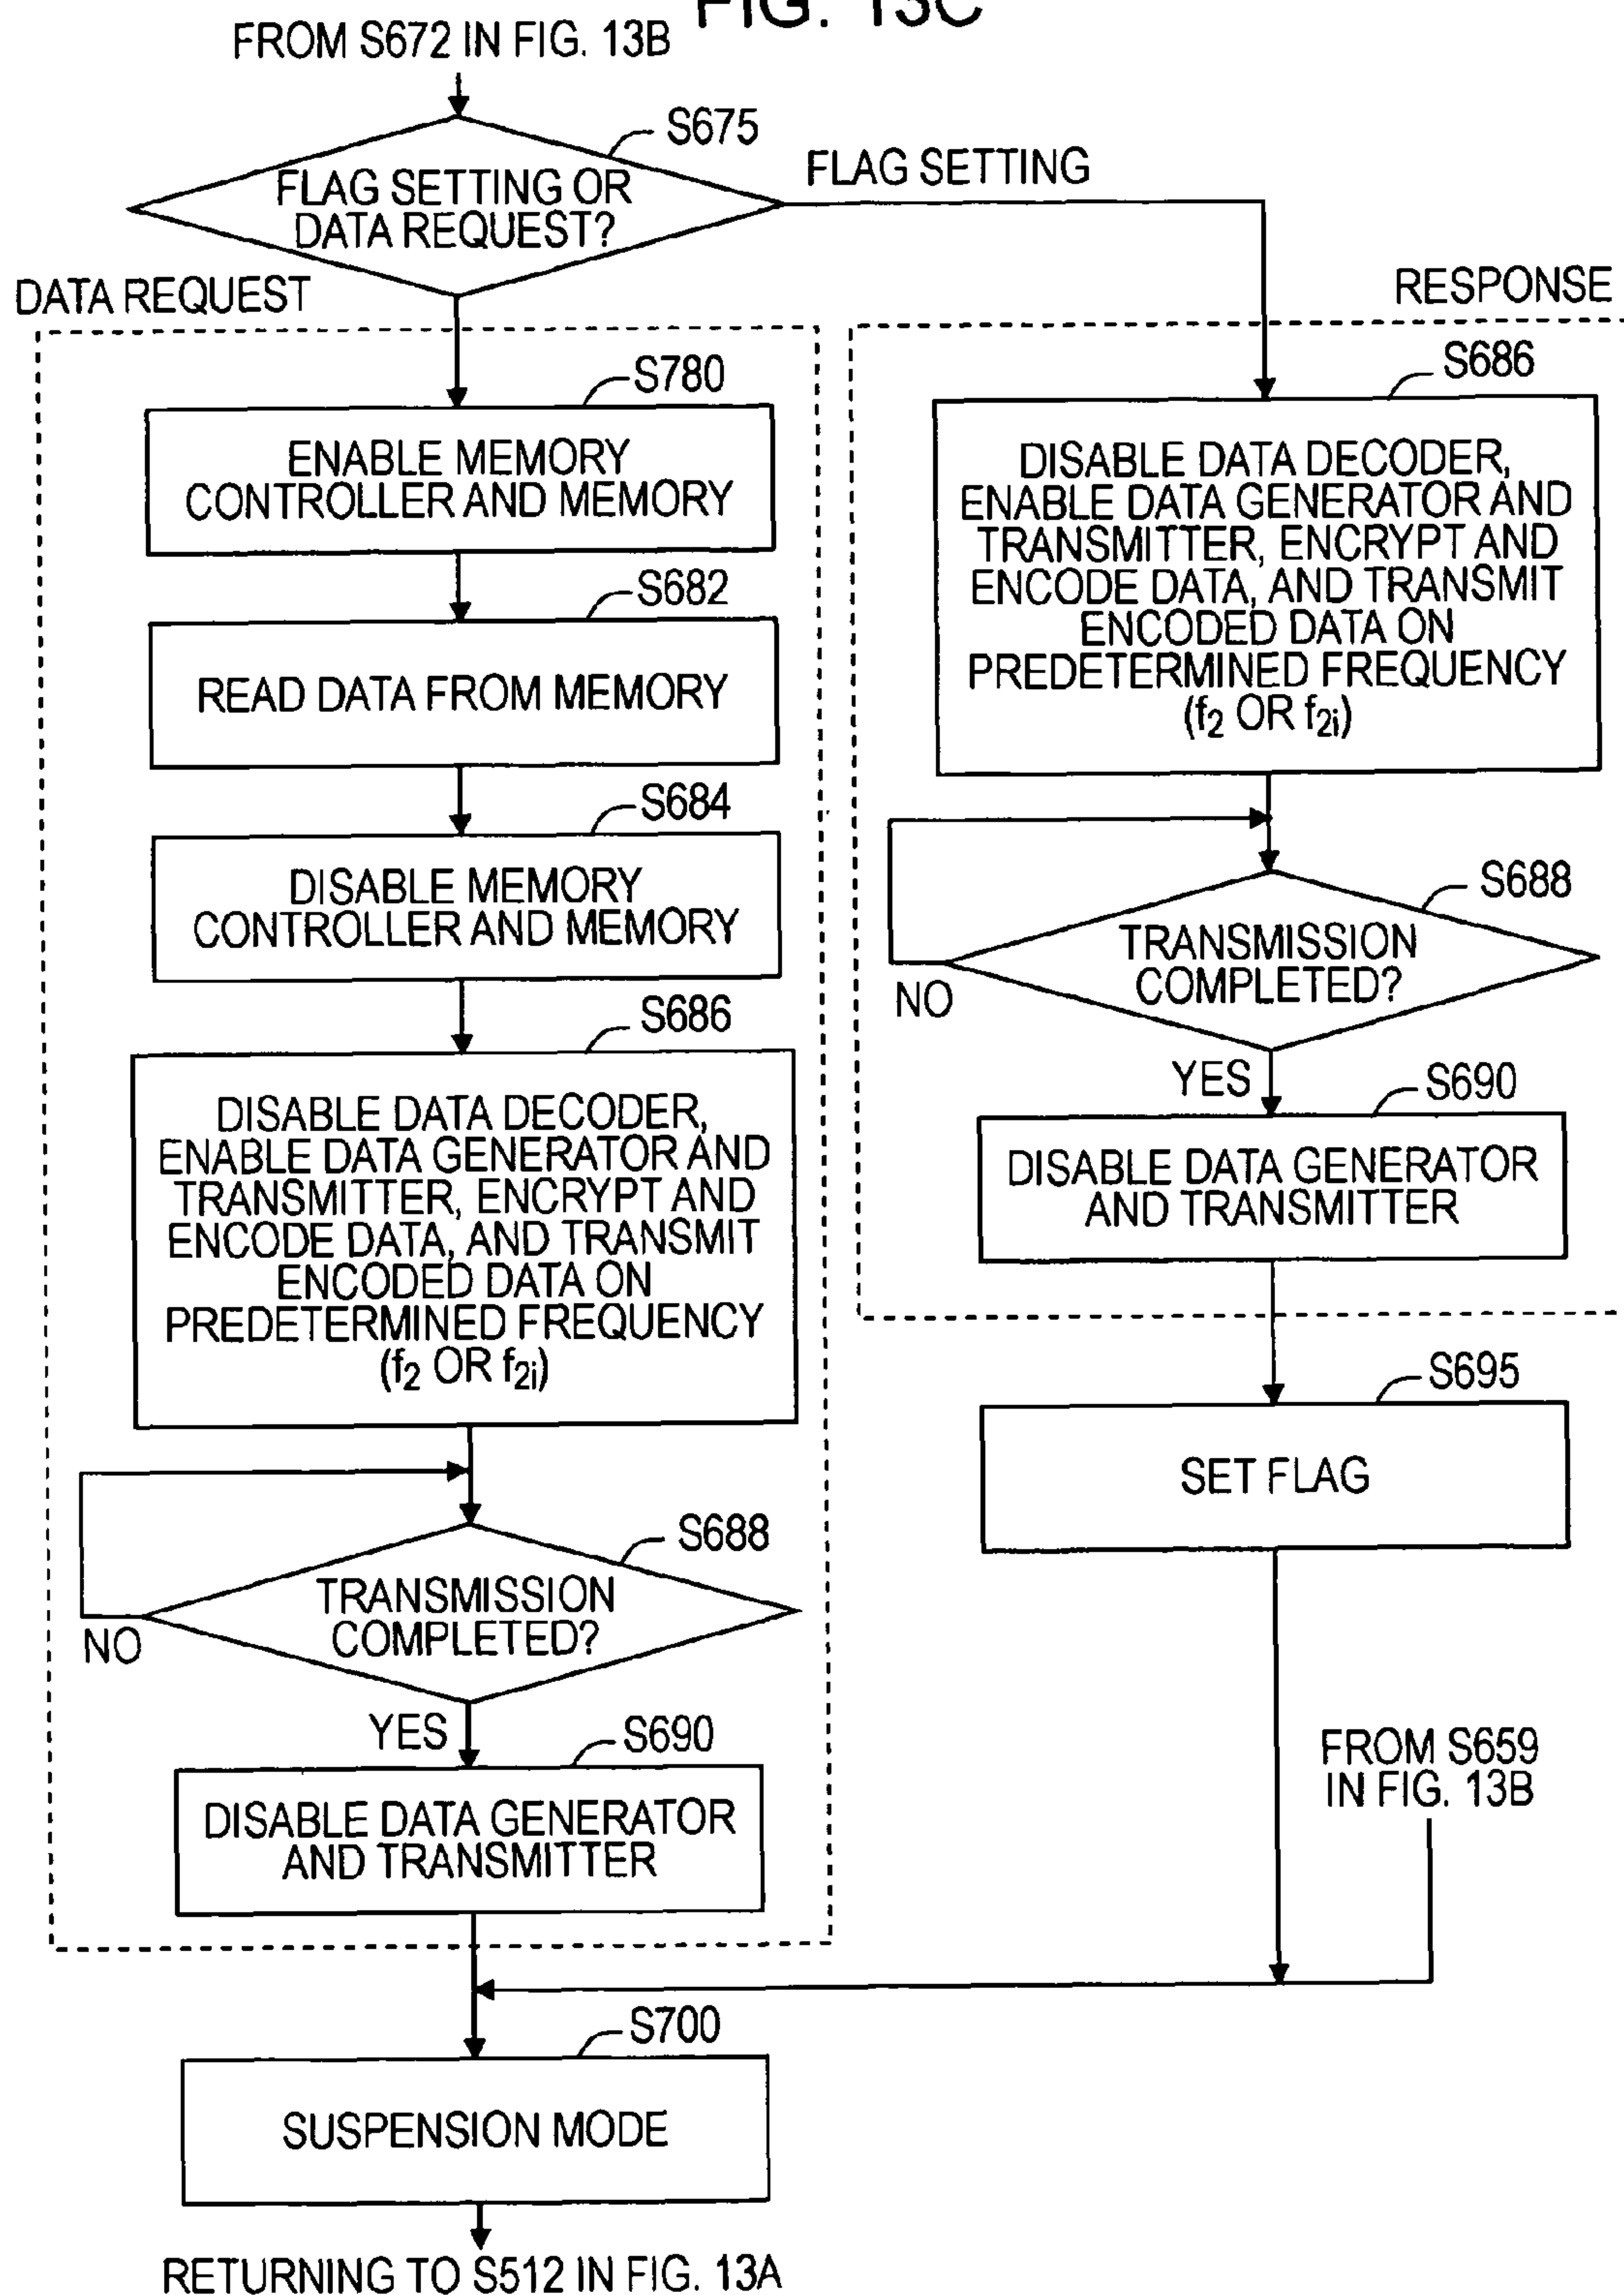 FIG. 13C
FROM S672 IN FIG. 13B
S675
FLAG SETTING OR
DATA REQUEST?
FLAG SETTING
DATA REQUEST
RESPONSE
S780
ENABLE MEMORY
CONTROLLER AND MEMORY
S682
READ DATA FROM MEMORY
S684
DISABLE MEMORY
CONTROLLER AND MEMORY
S686
DISABLE DATA DECODER,
ENABLE DATA GENERATOR AND
TRANSMITTER, ENCRYPT AND
ENCODE DATA, AND TRANSMIT
ENCODED DATA ON
PREDETERMINED FREQUENCY
(f2 OR f2i)
S688
TRANSMISSION
COMPLETED?
NO
YES
S690
DISABLE DATA GENERATOR
AND TRANSMITTER
S686
DISABLE DATA DECODER,
ENABLE DATA GENERATOR AND
TRANSMITTER, ENCRYPT AND
ENCODE DATA, AND TRANSMIT
ENCODED DATA ON
PREDETERMINED FREQUENCY
(f2 OR f2i)
S688
TRANSMISSION
COMPLETED?
NO
YES
S690
DISABLE DATA GENERATOR
AND TRANSMITTER
S695
SET FLAG
FROM S659
IN FIG. 13B
S700
SUSPENSION MODE
RETURNING TO S512 IN FIG. 13A